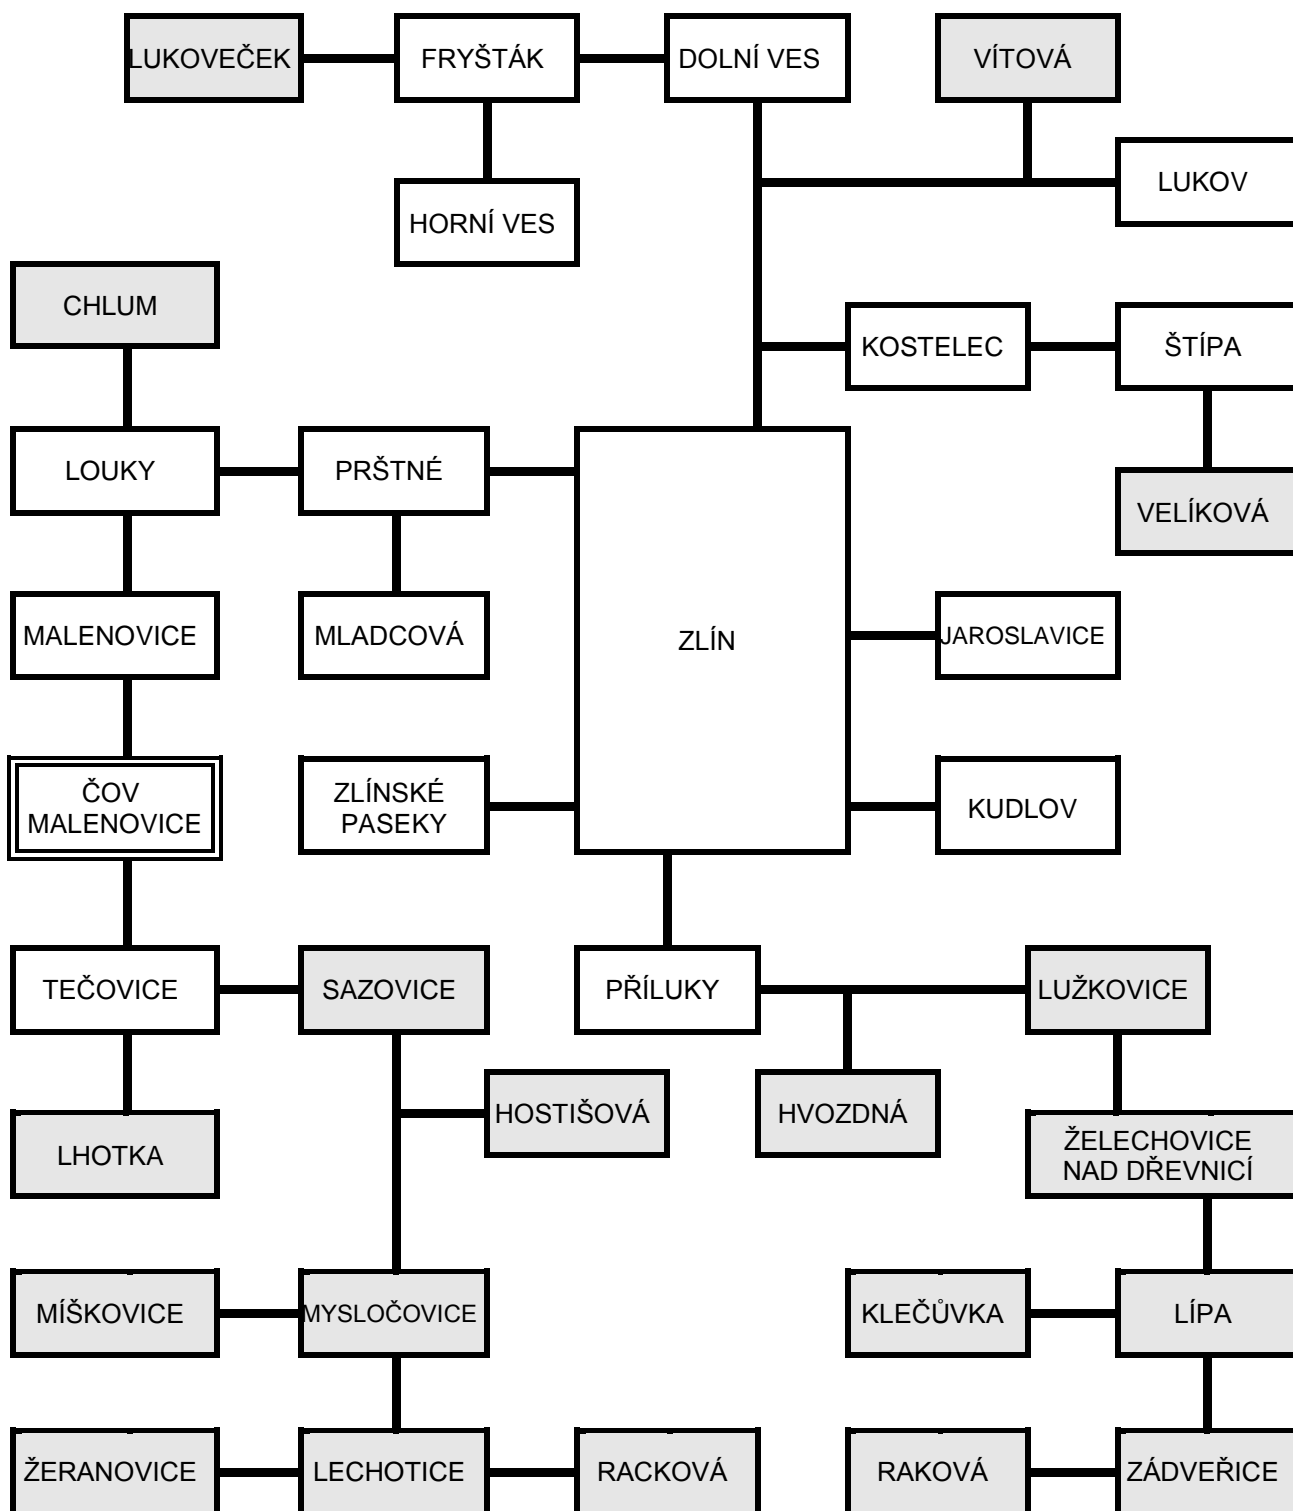 LUKOVEČEK
FRYŠTÁK
DOLNÍ VES
VÍTOVÁ
LUKOV
HORNÍ VES
CHLUM
KOSTELEC
ŠTÍPA
LOUKY
PRŠTNÉ
VELÍKOVÁ
MALENOVICE
MLADCOVÁ
ZLÍN
JAROSLAVICE
ČOV
MALENOVICE
ZLÍNSKÉ
PASEKY
KUDLOV
TEČOVICE
SAZOVICE
PŘÍLUKY
LUŽKOVICE
HOSTIŠOVÁ
HVOZDNÁ
LHOTKA
ŽELECHOVICE
NAD DŘEVNICÍ
MÍŠKOVICE
MYSLOČOVICE
KLEČŮVKA
LÍPA
ŽERANOVICE
LECHOTICE
RACKOVÁ
RAKOVÁ
ZÁDVEŘICE